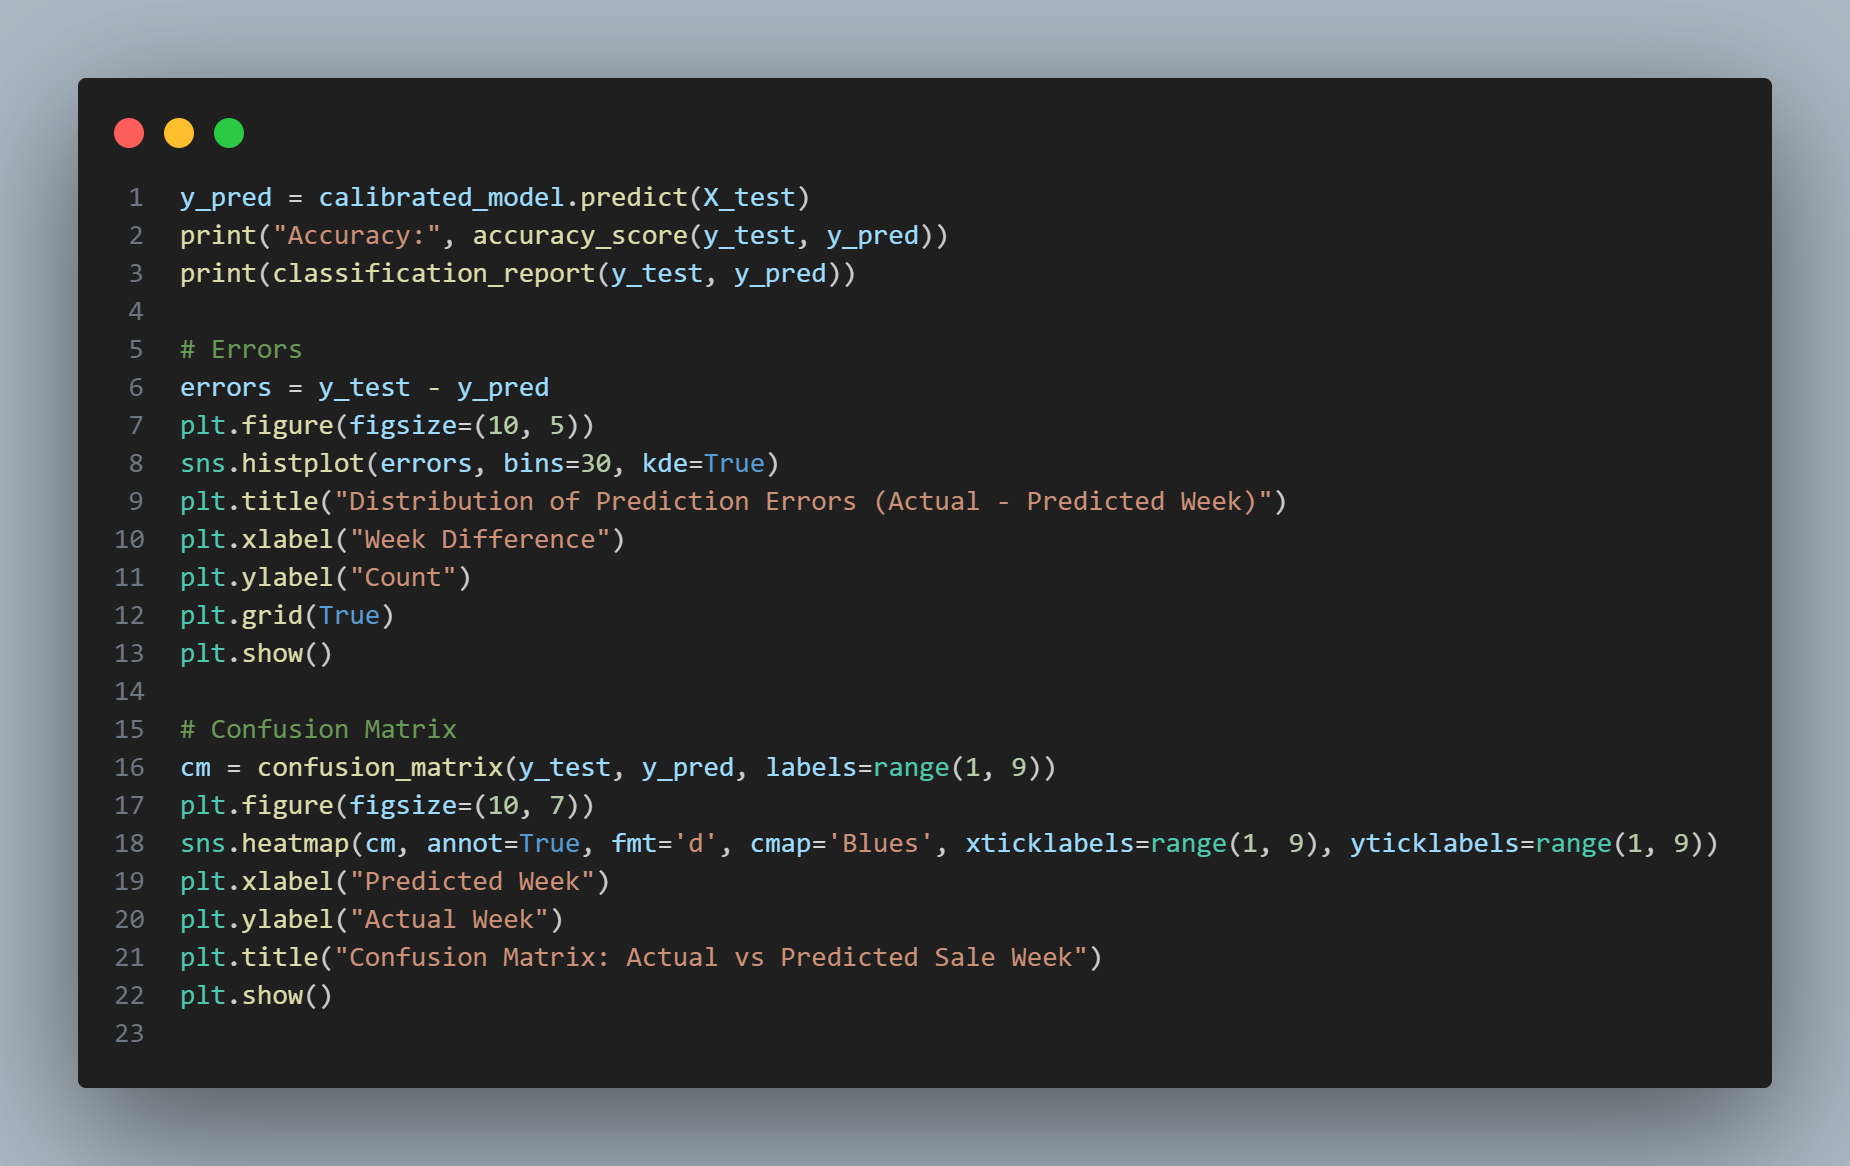 1 y_pred = calibrated_model.predict(X_test)
2 print("Accuracy:", accuracy_score(y_test, y_pred))
3 print(classification_report(y_test, y_pred))
4
5 # Errors
6 errors = y_test - y_pred
7 plt.figure(figsize=(10, 5))
8 sns.histplot(errors, bins=30, kde=True)
9 plt.title("Distribution of Prediction Errors (Actual - Predicted Week)")
10 plt.xlabel("Week Difference")
11 plt.ylabel("Count")
12 plt.grid(True)
13 plt.show()
14
15 # Confusion Matrix
16 cm = confusion_matrix(y_test, y_pred, labels=range(1, 9))
17 plt.figure(figsize=(10, 7))
18 sns.heatmap(cm, annot=True, fmt='d', cmap='Blues', xticklabels=range(1, 9), yticklabels=range(1, 9))
19 plt.xlabel("Predicted Week")
20 plt.ylabel("Actual Week")
21 plt.title("Confusion Matrix: Actual vs Predicted Sale Week")
22 plt.show()
23